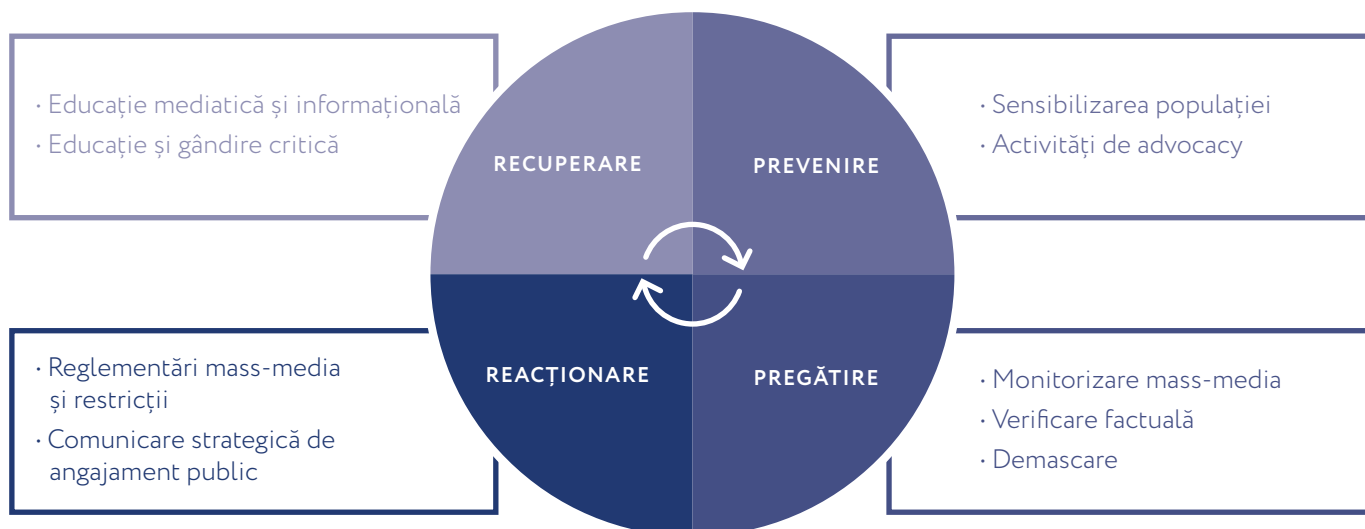 · Educație mediatică și informațională
· Educație și gândire critică
RECUPERARE
PREVENIRE
· Sensibilizarea populației
· Activități de advocacy
· Reglementări mass-media
și restricții
· Comunicare strategică de
angajament public
REACȚIONARE
PREGĂTIRE
· Monitorizare mass-media
· Verificare factuală
· Demascare